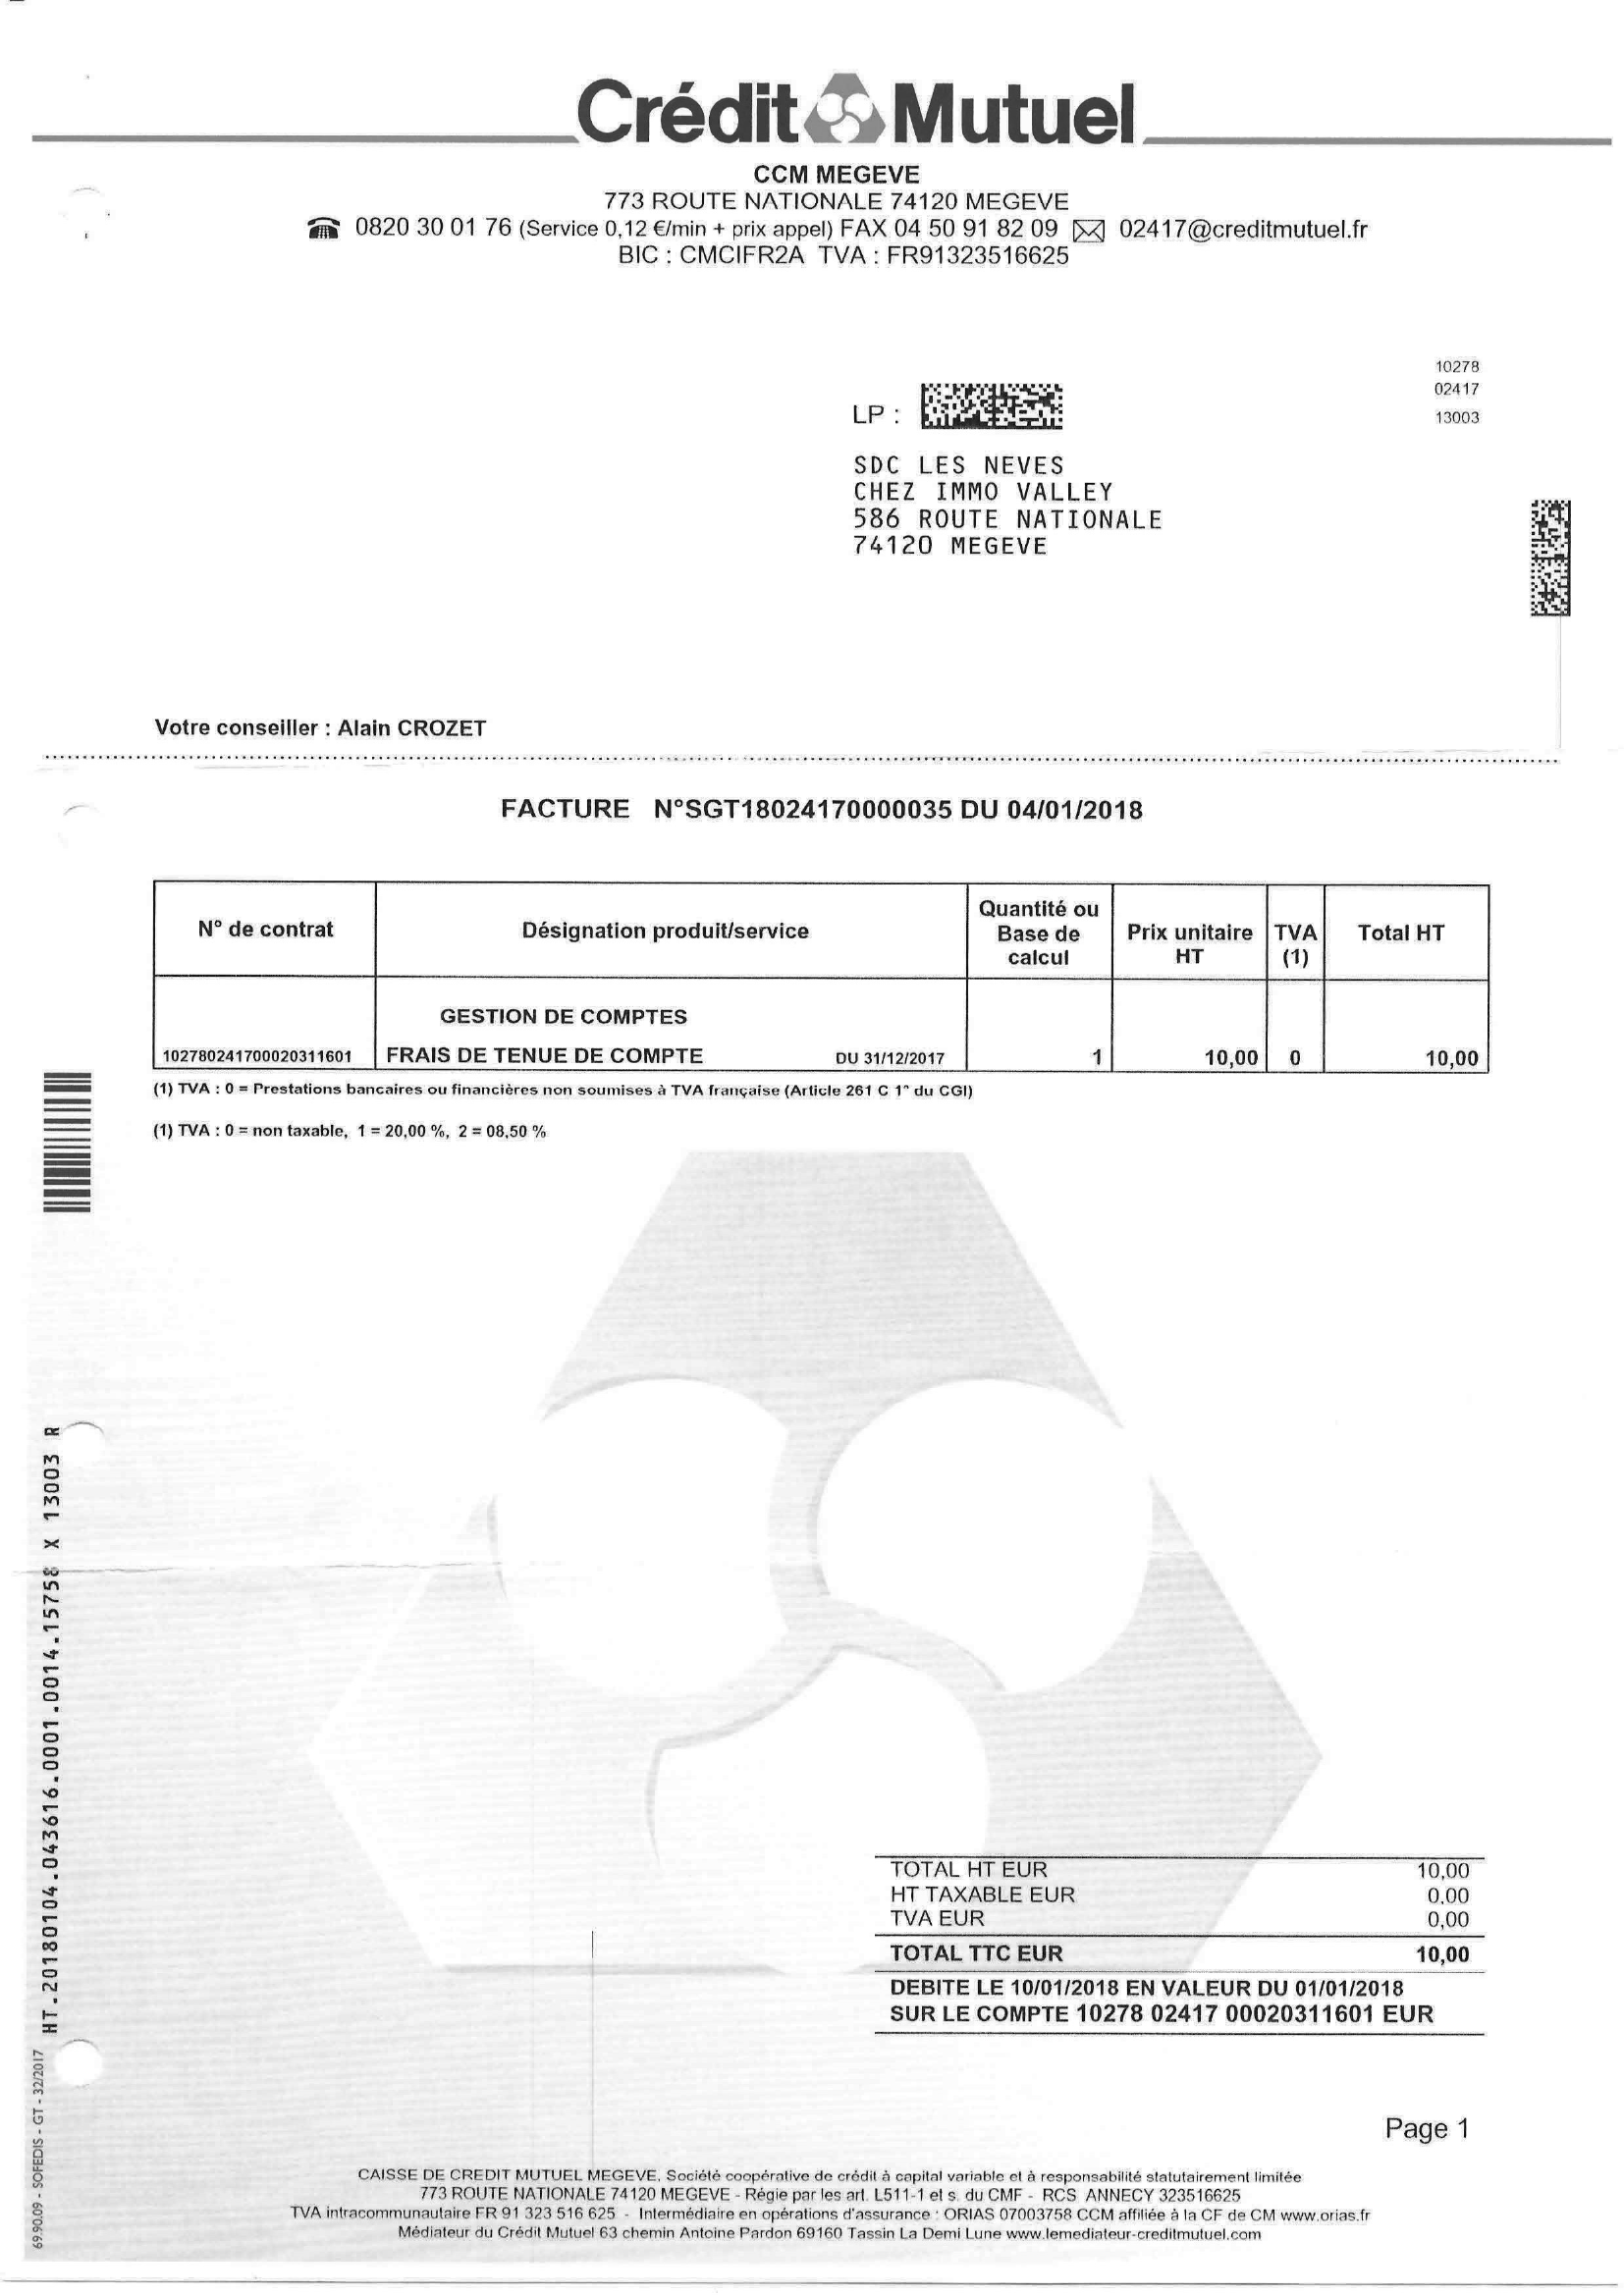 Crédit Mutuel
CCM MEGEVE
773 ROUTE NATIONALE 74120 MEGEVE
0820 30 01 76 (Service 0,12 €/min + prix appel) FAX 04 50 91 82 09 02417@creditmutuel.fr
BIC : CMCIFR2A TVA : FR91323516625
10278
02417
13003
LP :
SDC LES NEVES
CHEZ IMMO VALLEY
586 ROUTE NATIONALE
74120 MEGEVE
Votre conseiller : Alain CROZET
FACTURE N°SGT18024170000035 DU 04/01/2018
N° de contrat Désignation produit/service Quantité ou Base de calcul Prix unitaire HT TVA (1) Total HT
GESTION DE COMPTES
102780241700020311601 FRAIS DE TENUE DE COMPTE DU 31/12/2017 1 10,00 0 10,00
(1) TVA : 0 = Prestations bancaires ou financières non soumises à TVA française (Article 261 C 1° du CGI)
(1) TVA : 0 = non taxable, 1 = 20,00 %, 2 = 08,50 %
TOTAL HT EUR 10,00
HT TAXABLE EUR 0,00
TVA EUR 0,00
TOTAL TTC EUR 10,00
DEBITE LE 10/01/2018 EN VALEUR DU 01/01/2018
SUR LE COMPTE 10278 02417 00020311601 EUR
HT.20180104.043616.0001.0014.15758 X 13003 R
69.90.09 - SOFEDIS - GT - 32/2017
Page 1
CAISSE DE CREDIT MUTUEL MEGEVE, Société coopérative de crédit à capital variable et à responsabilité statutairement limitée
773 ROUTE NATIONALE 74120 MEGEVE - Régie par les art. L511-1 et s. du CMF - RCS ANNECY 323516625
TVA intracommunautaire FR 91 323 516 625 - Intermédiaire en opérations d'assurance : ORIAS 07003758 CCM affiliée à la CF de CM www.orias.fr
Médiateur du Crédit Mutuel 63 chemin Antoine Pardon 69160 Tassin La Demi Lune www.lemediateur-creditmutuel.com